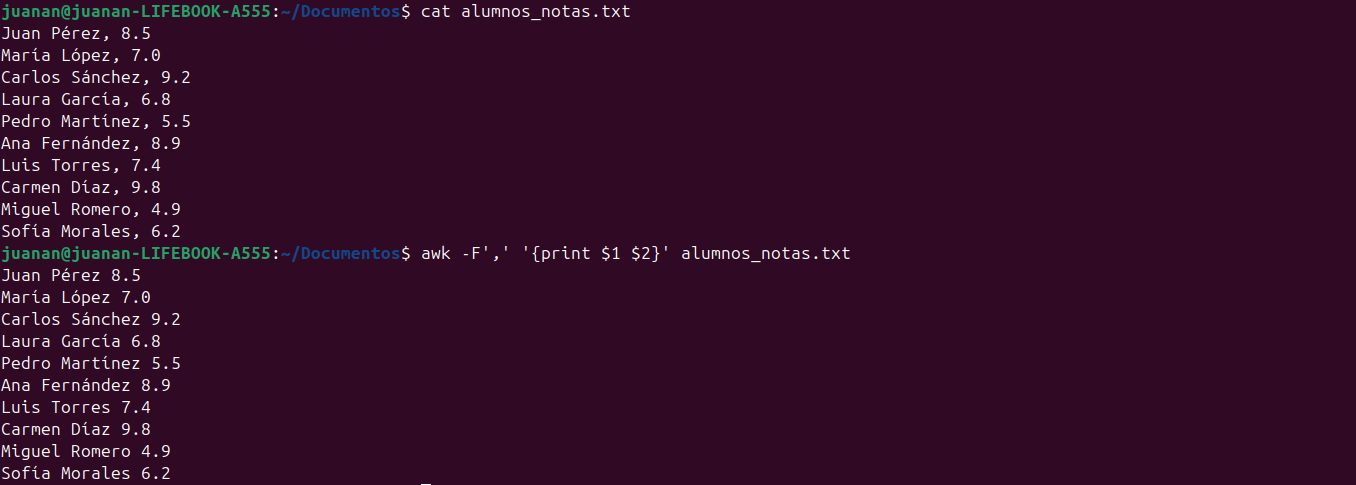 juanan@juanan-LIFEBOOK-A555:~/Documentos$ cat alumnos_notas.txt
Juan Pérez, 8.5
María López, 7.0
Carlos Sánchez, 9.2
Laura García, 6.8
Pedro Martínez, 5.5
Ana Fernández, 8.9
Luis Torres, 7.4
Carmen Díaz, 9.8
Miguel Romero, 4.9
Sofía Morales, 6.2
juanan@juanan-LIFEBOOK-A555:~/Documentos$ awk -F',' '{print $1 $2}' alumnos_notas.txt
Juan Pérez 8.5
María López 7.0
Carlos Sánchez 9.2
Laura García 6.8
Pedro Martínez 5.5
Ana Fernández 8.9
Luis Torres 7.4
Carmen Díaz 9.8
Miguel Romero 4.9
Sofía Morales 6.2